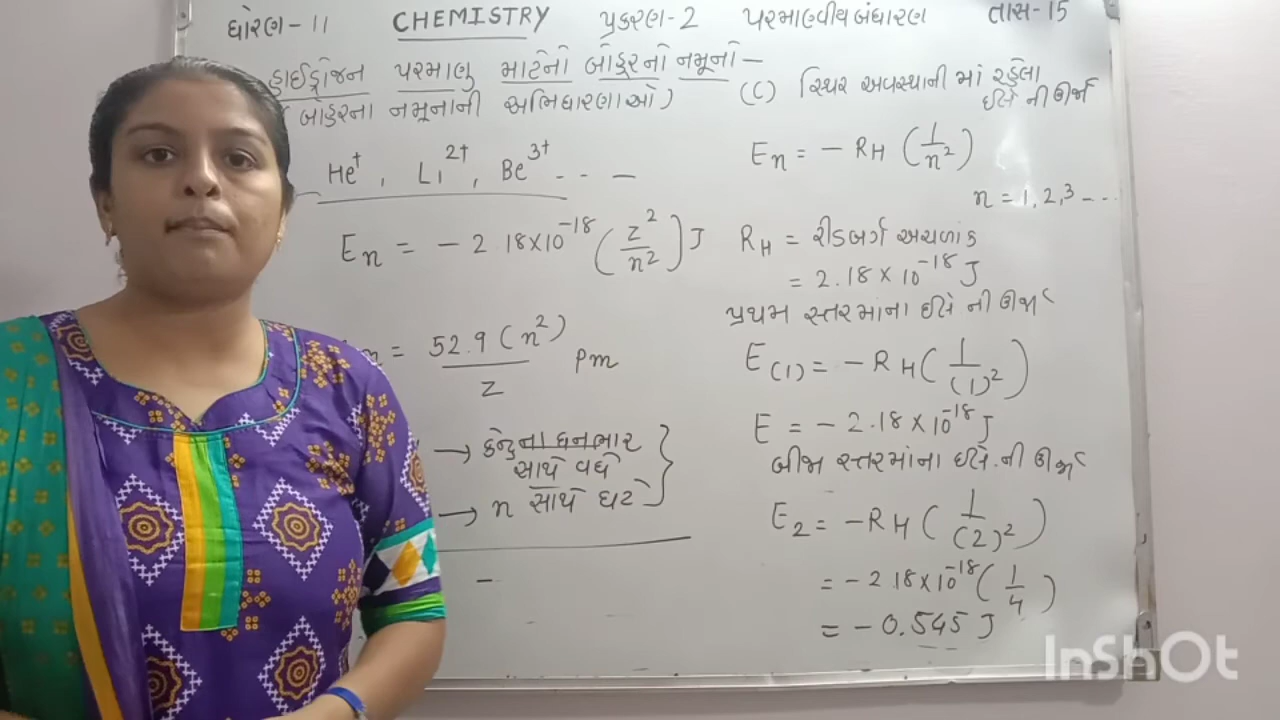 ધોરણ - 11 CHEMISTRY પ્રકરણ-2 પરમાણ્વીય બંધારણ તાસ-15
હાઈડ્રોજન પરમાણુ માટેનો બોહરનો નમૂનો –
બોહરના નમૂનાની અભિધારણાઓ)
He⁺, Li²⁺, Be³⁺ - - –
Eₙ = - 2 18×10⁻¹⁸ (z²/n²) J
= 52.9 (n²) / z pm
→ કેન્દ્રના ધનભાર
સાથે વધે
→ n સાથે ઘટે
–
(C) સ્થિર અવસ્થાની માં રહેલા
ઈલે ની ઊર્જા
Eₙ = - RH (1/n²)
n = 1, 2, 3 - - -
RH = રીડબર્ગ અચળાંક
= 2.18 × 10⁻¹⁸ J
પ્રથમ સ્તરમાંના ઈલે ની ઊર્જા
E(1) = - RH (1/(1)²)
E = - 2.18 × 10⁻¹⁸ J
બીજા સ્તરમાંના ઈલે. ની ઊર્જા
E₂ = - RH (1/(2)²)
= - 2 18×10⁻¹⁸ (1/4)
= - 0.545 J
InShOt